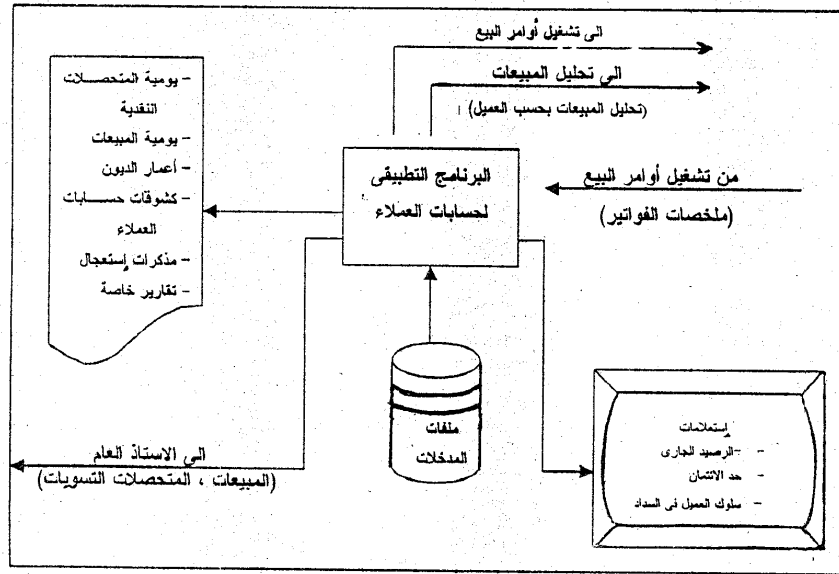 الى تشغيل أوامر البيع
الى تحليل المبيعات
(تحليل المبيعات بحسب العميل)
- يومية المتحصلات
النقدية
- يومية المبيعات
- أعمار الديون
- كشوقات حسابات
العملاء
- مذكرات إستعجال
- تقارير خاصة
البرنامج التطبيقى
لحسابات العملاء
من تشغيل أوامر البيع
(ملخصات الفواتير)
ملفات
المدخلات
الى الاستاذ العام
(المبيعات ، المتحصلات التسويات)
إستعلامات
- -الرصيد الجارى
- حد الائتمان
- سلوك العميل فى السداد